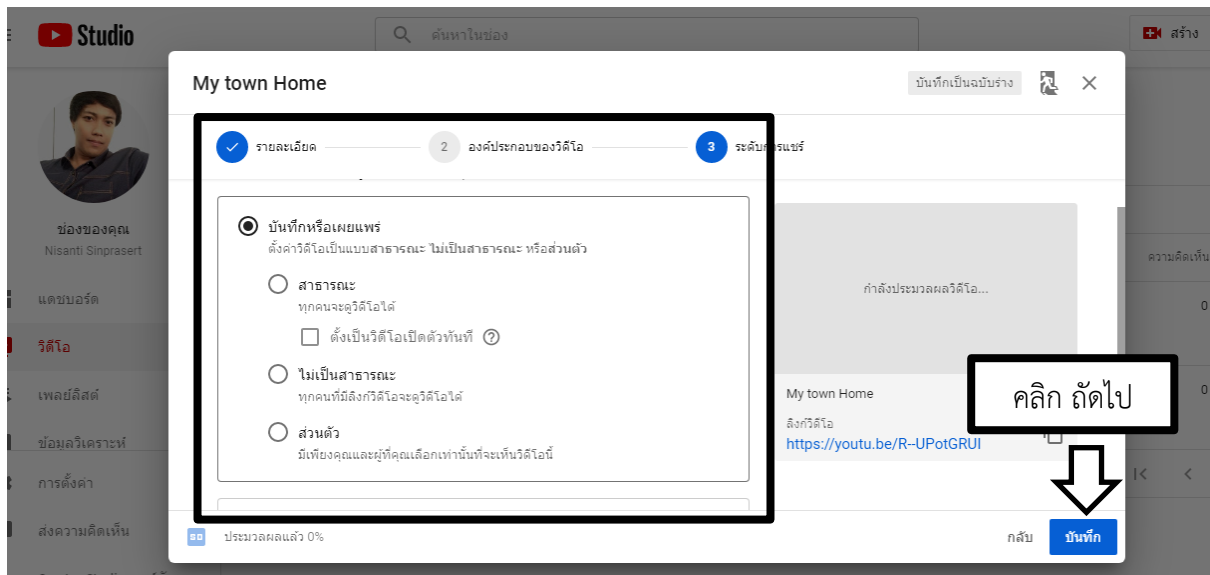 Studio
ค้นหาในช่อง
สร้าง
My town Home
บันทึกเป็นฉบับร่าง
รายละเอียด
2
องค์ประกอบของวิดีโอ
3
ระดับการแชร์
ช่องของคุณ
Nisanti Sinprasert
แดชบอร์ด
วิดีโอ
เพลย์ลิสต์
ข้อมูลวิเคราะห์
การตั้งค่า
ส่งความคิดเห็น
บันทึกหรือเผยแพร่
ตั้งค่าวิดีโอเป็นแบบสาธารณะ ไม่เป็นสาธารณะ หรือส่วนตัว
สาธารณะ
ทุกคนจะดูวิดีโอได้
ตั้งเป็นวิดีโอเปิดตัวทันที
ไม่เป็นสาธารณะ
ทุกคนที่มีลิงก์วิดีโอจะดูวิดีโอได้
ส่วนตัว
มีเพียงคุณและผู้ที่คุณเลือกเท่านั้นที่จะเห็นวิดีโอนี้
กำลังประมวลผลวิดีโอ...
My town Home
ลิงก์วิดีโอ
https://youtu.be/R--UPotGRUI
คลิก ถัดไป
ความคิดเห็น
0
0
SD
ประมวลผลแล้ว 0%
กลับ
บันทึก